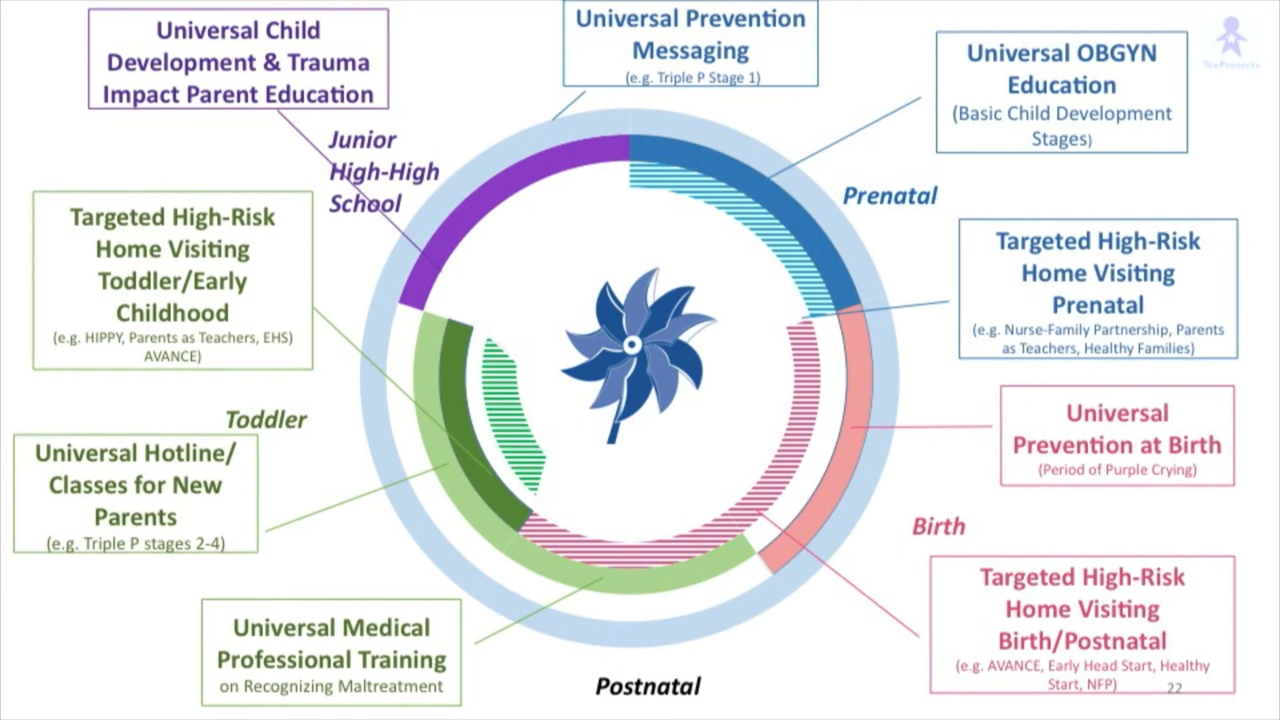 Universal Child
Development & Trauma
Impact Parent Education
Universal Prevention
Messaging
(e.g. Triple P Stage 1)
Universal OBGYN
Education
(Basic Child Development
Stages)
TexProtects
Junior
High-High
School
Prenatal
Targeted High-Risk
Home Visiting
Toddler/Early
Childhood
(e.g. HIPPY, Parents as Teachers, EHS)
AVANCE)
Targeted High-Risk
Home Visiting
Prenatal
(e.g. Nurse-Family Partnership, Parents
as Teachers, Healthy Families)
Universal
Prevention at Birth
(Period of Purple Crying)
Toddler
Universal Hotline/
Classes for New
Parents
(e.g. Triple P stages 2-4)
Birth
Targeted High-Risk
Home Visiting
Birth/Postnatal
(e.g. AVANCE, Early Head Start, Healthy
Start, NFP)
Universal Medical
Professional Training
on Recognizing Maltreatment
Postnatal
22